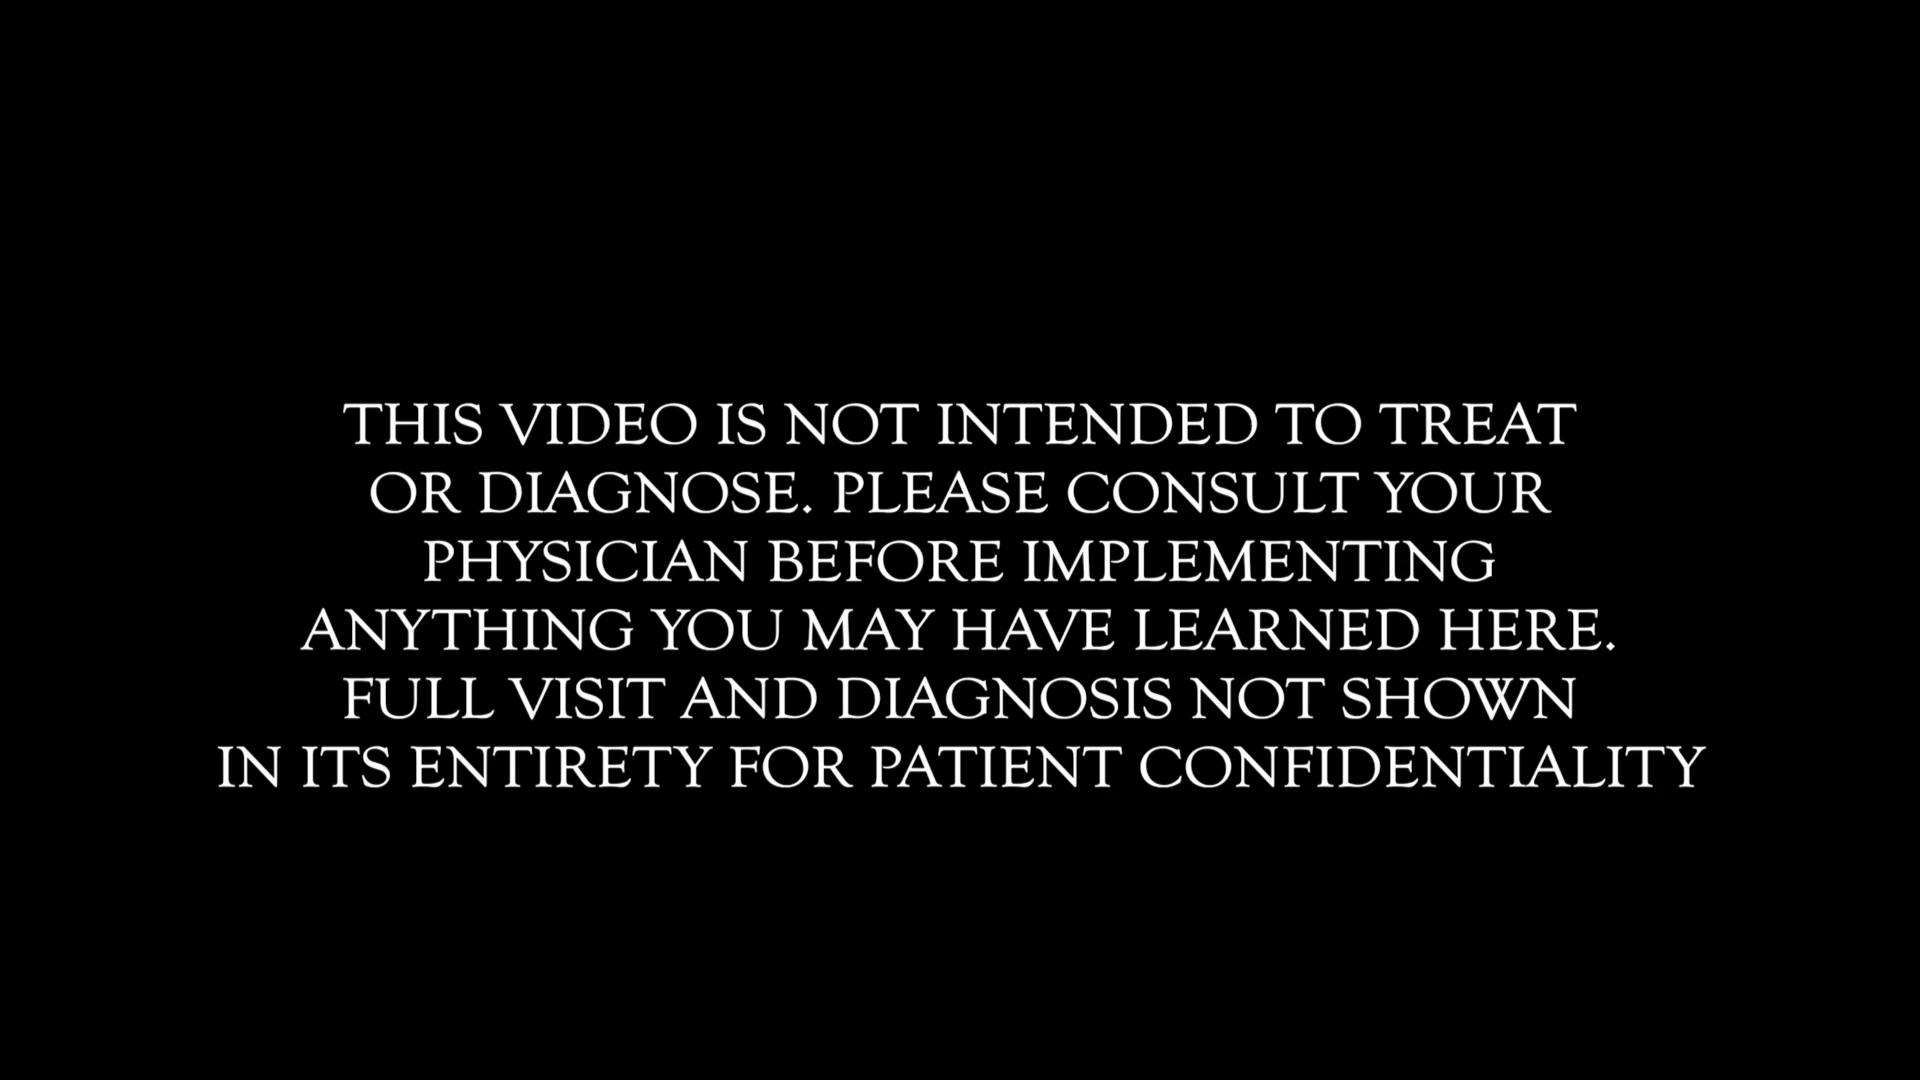 THIS VIDEO IS NOT INTENDED TO TREAT
OR DIAGNOSE. PLEASE CONSULT YOUR
PHYSICIAN BEFORE IMPLEMENTING
ANYTHING YOU MAY HAVE LEARNED HERE.
FULL VISIT AND DIAGNOSIS NOT SHOWN
IN ITS ENTIRETY FOR PATIENT CONFIDENTIALITY